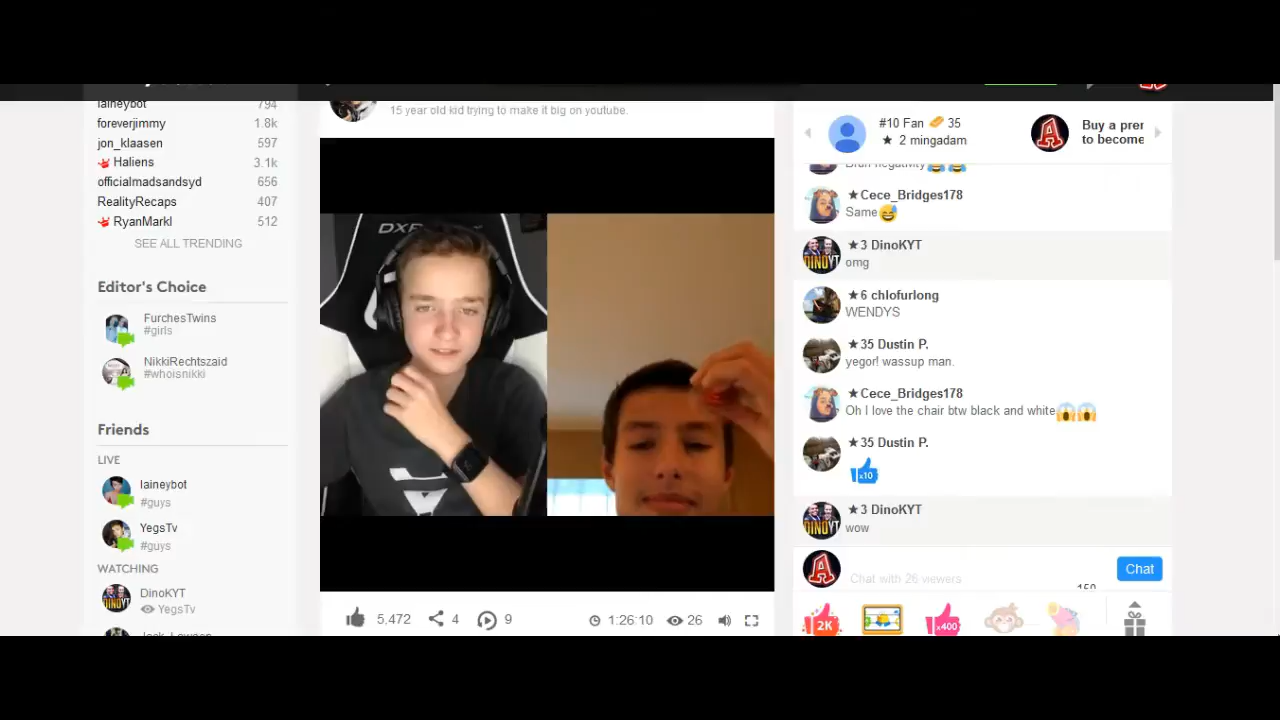 laineybot 794
foreverjimmy 1.8k
jon_klaasen 597
Haliens 3.1k
officialmadsandsyd 656
RealityRecaps 407
RyanMarkl 512
SEE ALL TRENDING
Editor's Choice
FurchesTwins
#girls
NikkiRechtszaid
#whoisnikki
Friends
LIVE
laineybot
#guys
YegsTv
#guys
WATCHING
DinoKYT
YegsTv
15 year old kid trying to make it big on youtube.
DXR
5,472
4
9
1:26:10
26
#10 Fan 35
★ 2 mingadam
Buy a prer
to become
Bruh negativity😂😂
★Cece_Bridges178
Same😅
★3 DinoKYT
omg
★6 chlofurlong
WENDYS
★35 Dustin P.
yegor! wassup man.
★Cece_Bridges178
Oh I love the chair btw black and white😱😱
★35 Dustin P.
x10
★3 DinoKYT
wow
Chat with 26 viewers
Chat
150
2K
x400